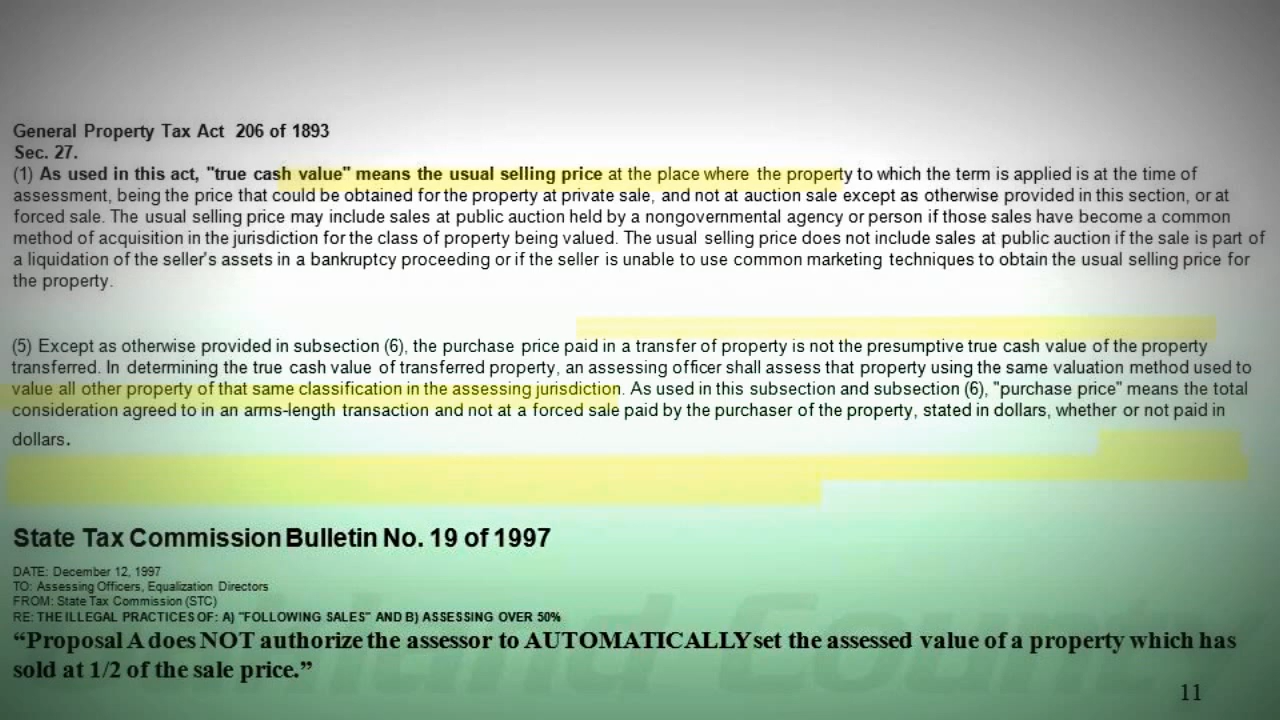 General Property Tax Act 206 of 1893
Sec. 27.
(1) As used in this act, "true cash value" means the usual selling price at the place where the property to which the term is applied is at the time of
assessment, being the price that could be obtained for the property at private sale, and not at auction sale except as otherwise provided in this section, or at
forced sale. The usual selling price may include sales at public auction held by a nongovernmental agency or person if those sales have become a common
method of acquisition in the jurisdiction for the class of property being valued. The usual selling price does not include sales at public auction if the sale is part of
a liquidation of the seller's assets in a bankruptcy proceeding or if the seller is unable to use common marketing techniques to obtain the usual selling price for
the property.
(5) Except as otherwise provided in subsection (6), the purchase price paid in a transfer of property is not the presumptive true cash value of the property
transferred. In determining the true cash value of transferred property, an assessing officer shall assess that property using the same valuation method used to
value all other property of that same classification in the assessing jurisdiction. As used in this subsection and subsection (6), "purchase price" means the total
consideration agreed to in an arms-length transaction and not at a forced sale paid by the purchaser of the property, stated in dollars, whether or not paid in
dollars.
State Tax Commission Bulletin No. 19 of 1997
DATE: December 12, 1997
TO: Assessing Officers, Equalization Directors
FROM: State Tax Commission (STC)
RE: THE ILLEGAL PRACTICES OF: A) "FOLLOWING SALES" AND B) ASSESSING OVER 50%
“Proposal A does NOT authorize the assessor to AUTOMATICALLY set the assessed value of a property which has
sold at 1/2 of the sale price.”
11